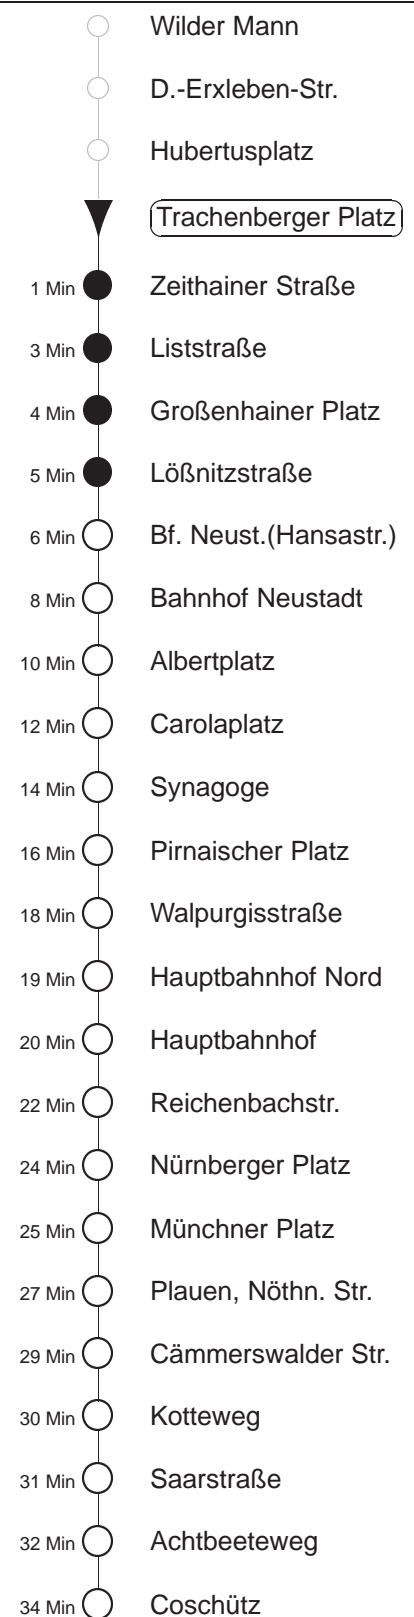 Wilder Mann
D.-Erxleben-Str.
Hubertusplatz
Trachenberger Platz
1 Min Zeithainer Straße
3 Min Liststraße
4 Min Großenhainer Platz
5 Min Lößnitzstraße
6 Min Bf. Neust.(Hansastr.)
8 Min Bahnhof Neustadt
10 Min Albertplatz
12 Min Carolaplatz
14 Min Synagoge
16 Min Pirnaischer Platz
18 Min Walpurgisstraße
19 Min Hauptbahnhof Nord
20 Min Hauptbahnhof
22 Min Reichenbachstr.
24 Min Nürnberger Platz
25 Min Münchner Platz
27 Min Plauen, Nöthn. Str.
29 Min Cämmerswalder Str.
30 Min Kotteweg
31 Min Saarstraße
32 Min Achtbeeteweg
34 Min Coschütz